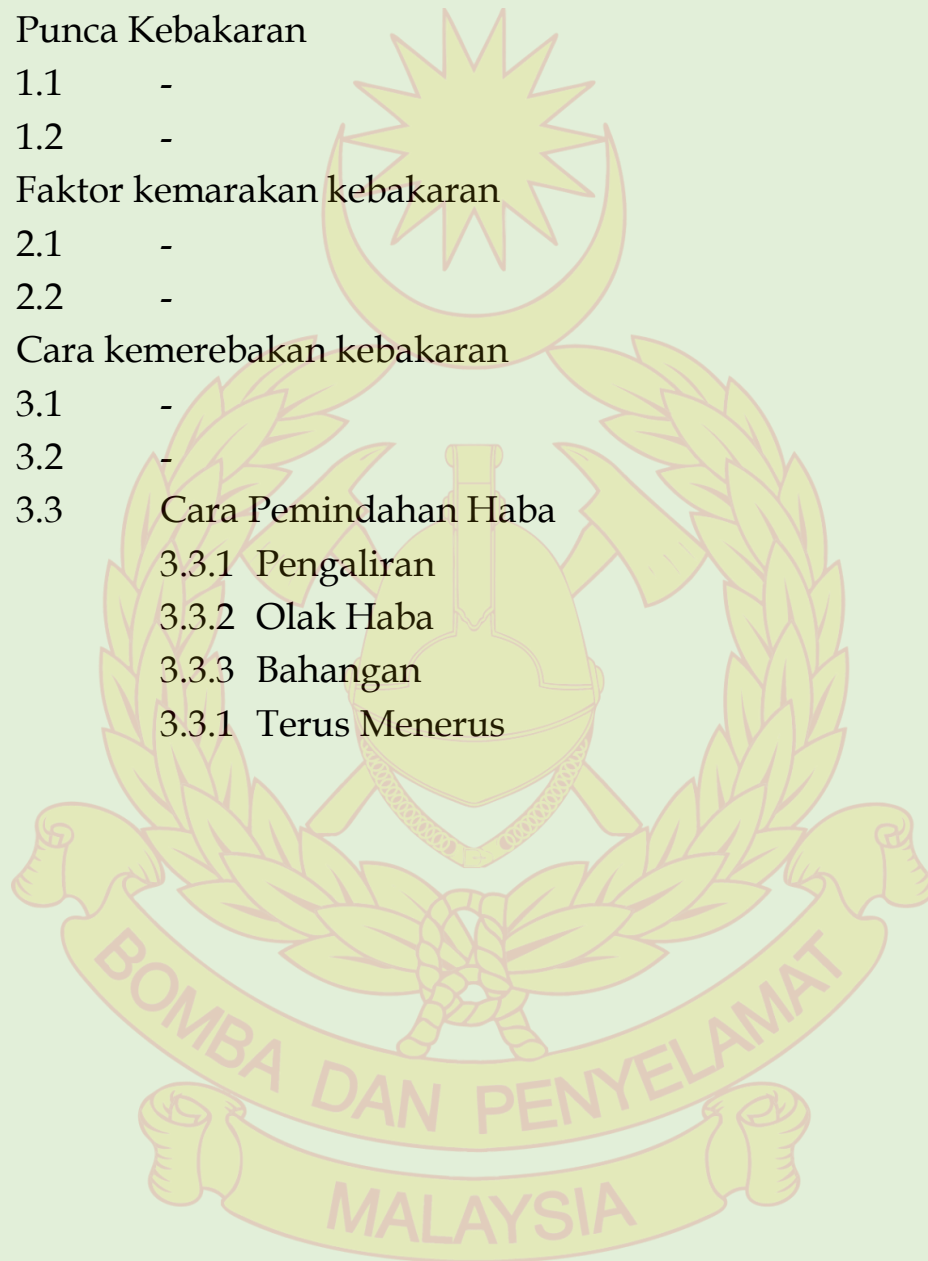 Punca Kebakaran
1.1 -
1.2 -
Faktor kemarakan kebakaran
2.1 -
2.2 -
Cara kemerebakan kebakaran
3.1 -
3.2 -
3.3 Cara Pemindahan Haba
3.3.1 Pengaliran
3.3.2 Olak Haba
3.3.3 Bahangan
3.3.1 Terus Menerus
BOMBA DAN PENYELAMAT
MALAYSIA